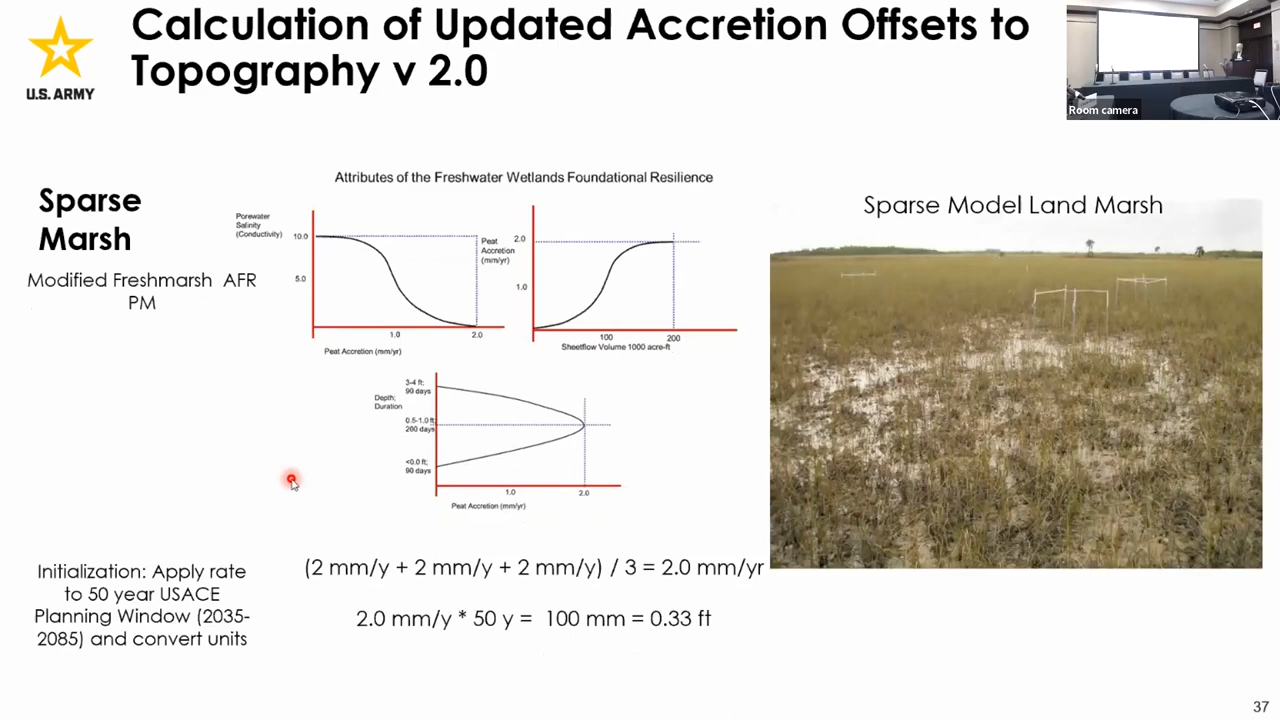 Calculation of Updated Accretion Offsets to
Topography v 2.0
U.S. ARMY
Room camera
Sparse
Marsh
Modified Freshmarsh AFR
PM
Attributes of the Freshwater Wetlands Foundational Resilience
Porewater
Salinity
(Conductivity)
10.0
5.0
1.0
2.0
Peat Accretion (mm/yr)
Peat
Accretion
(mm/yr)
2.0
1.0
100
200
Sheetflow Volume 1000 acre-ft
3-4 ft;
90 days
Depth;
Duration
0.5-1.0 ft
200 days
<0.0 ft;
90 days
1.0
2.0
Peat Accretion (mm/yr)
Sparse Model Land Marsh
Initialization: Apply rate
to 50 year USACE
Planning Window (2035-
2085) and convert units
(2 mm/y + 2 mm/y + 2 mm/y) / 3 = 2.0 mm/yr
2.0 mm/y * 50 y = 100 mm = 0.33 ft
37